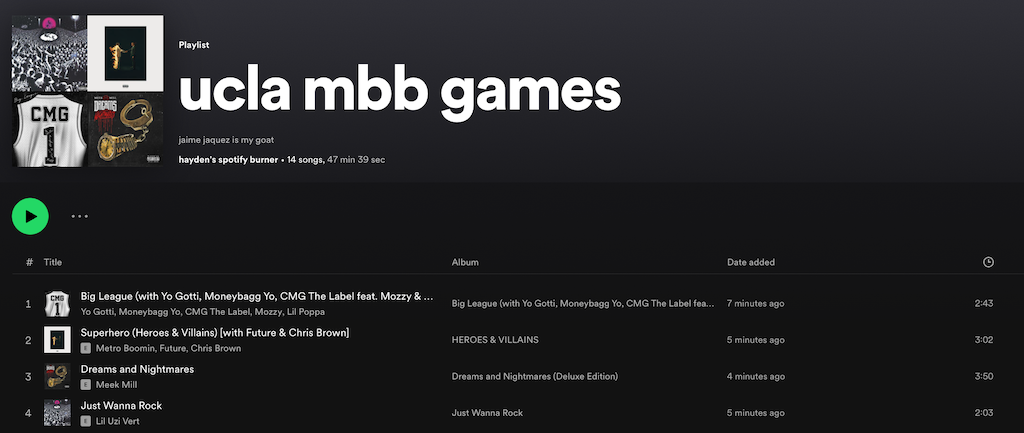 Playlist
ucla mbb games
jaime jaquez is my goat
hayden's spotify burner • 14 songs, 47 min 39 sec
# Title Album Date added
1 Big League (with Yo Gotti, Moneybagg Yo, CMG The Label feat. Mozzy & ... Big League (with Yo Gotti, Moneybagg Yo, CMG The Label fea... 7 minutes ago 2:43
Yo Gotti, Moneybagg Yo, CMG The Label, Mozzy, Lil Poppa
2 Superhero (Heroes & Villains) [with Future & Chris Brown] HEROES & VILLAINS 5 minutes ago 3:02
E Metro Boomin, Future, Chris Brown
3 Dreams and Nightmares Dreams and Nightmares (Deluxe Edition) 4 minutes ago 3:50
E Meek Mill
4 Just Wanna Rock Just Wanna Rock 5 minutes ago 2:03
E Lil Uzi Vert
CMG
1